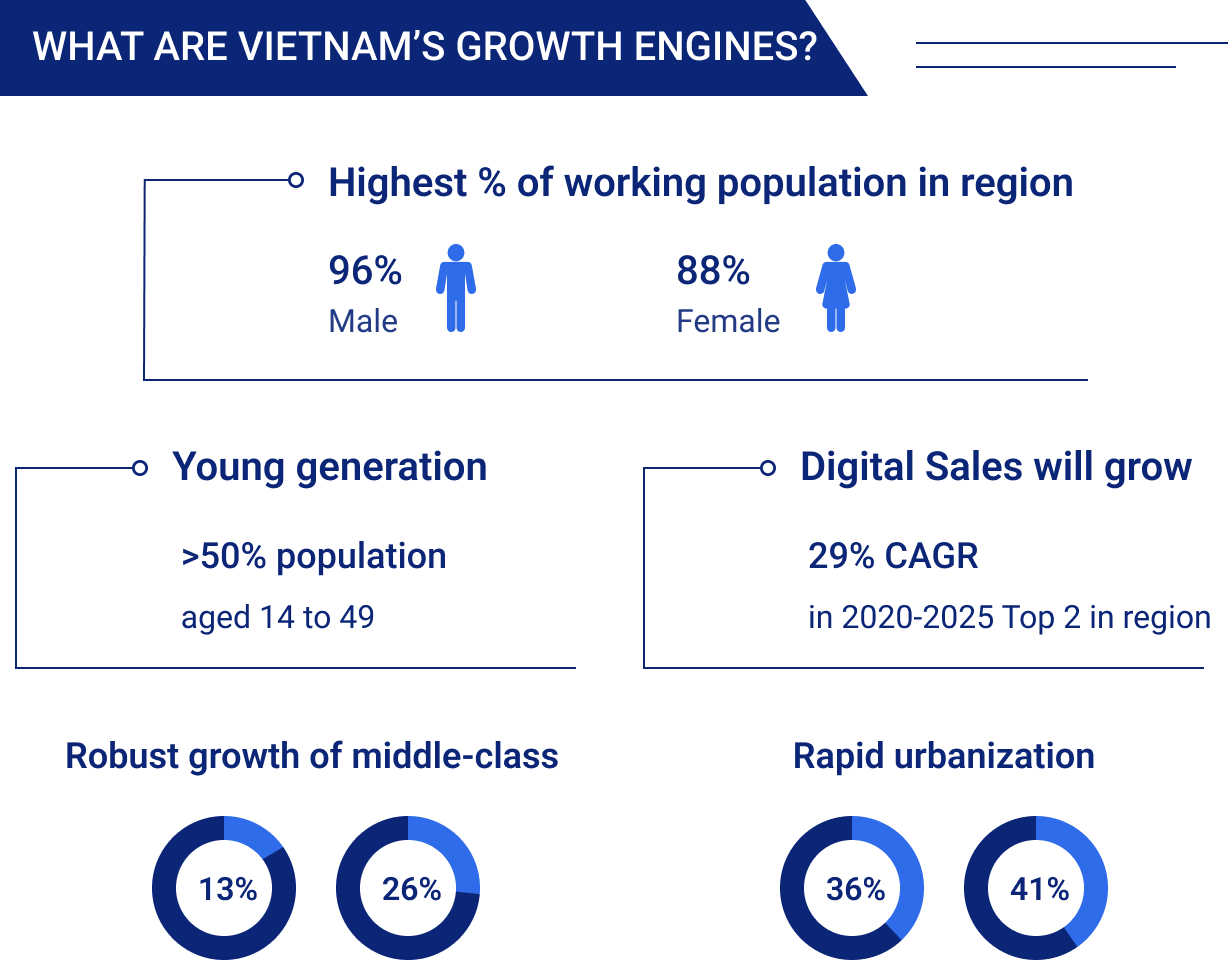 WHAT ARE VIETNAM’S GROWTH ENGINES?
Highest % of working population in region
96%
Male
88%
Female
Young generation
>50% population
aged 14 to 49
Digital Sales will grow
29% CAGR
in 2020-2025 Top 2 in region
Robust growth of middle-class
13%
26%
Rapid urbanization
36%
41%